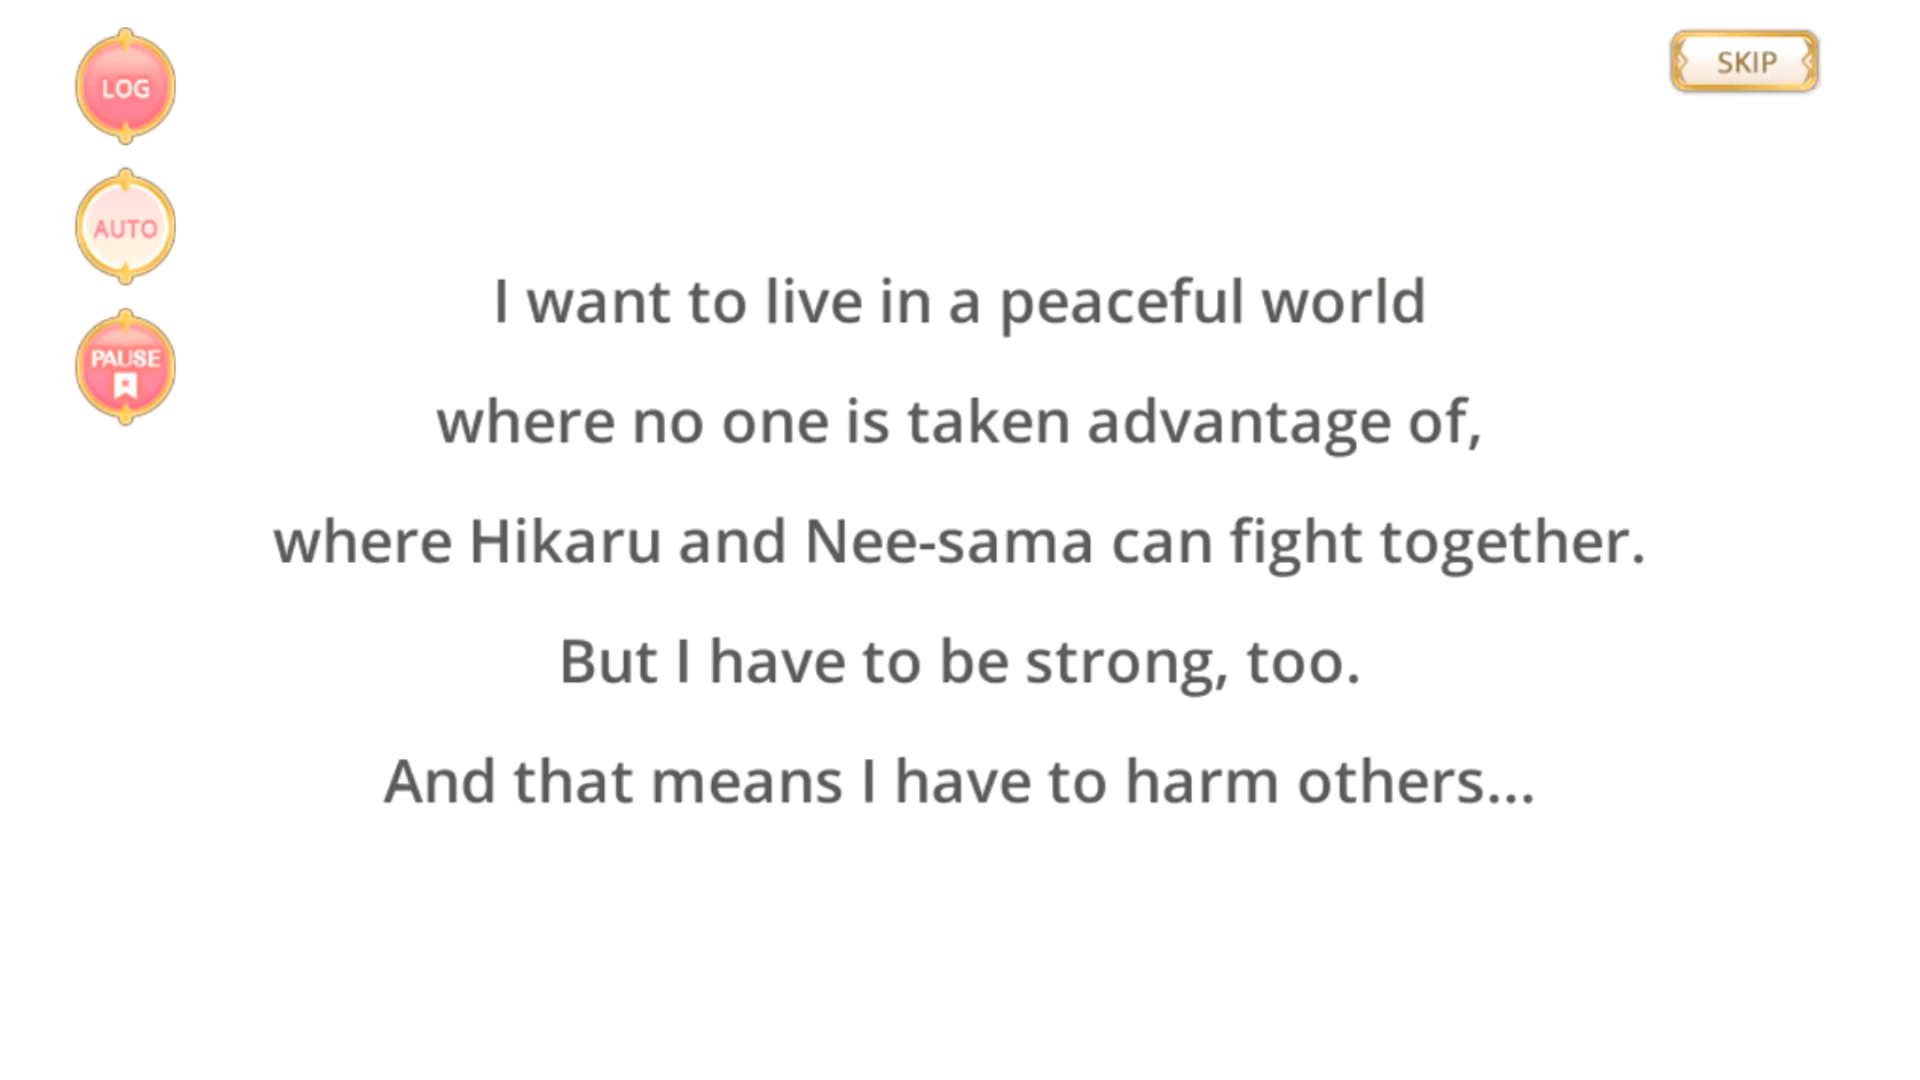 LOG
SKIP
AUTO
PAUSE
I want to live in a peaceful world
where no one is taken advantage of,
where Hikaru and Nee-sama can fight together.
But I have to be strong, too.
And that means I have to harm others...